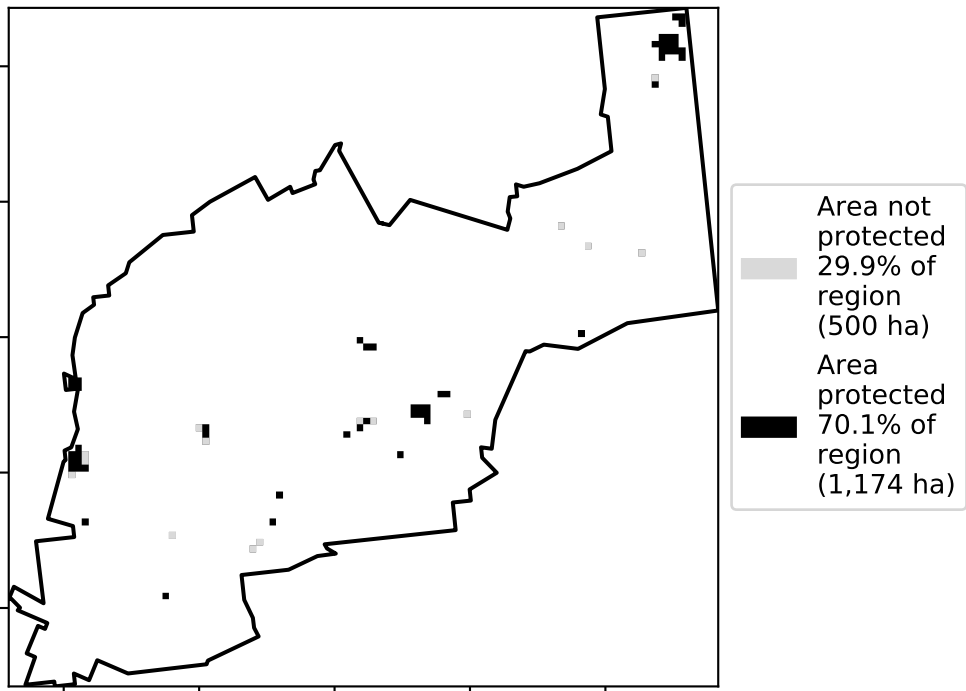 Area not
protected
29.9% of
region
(500 ha)
Area
protected
70.1% of
region
(1,174 ha)